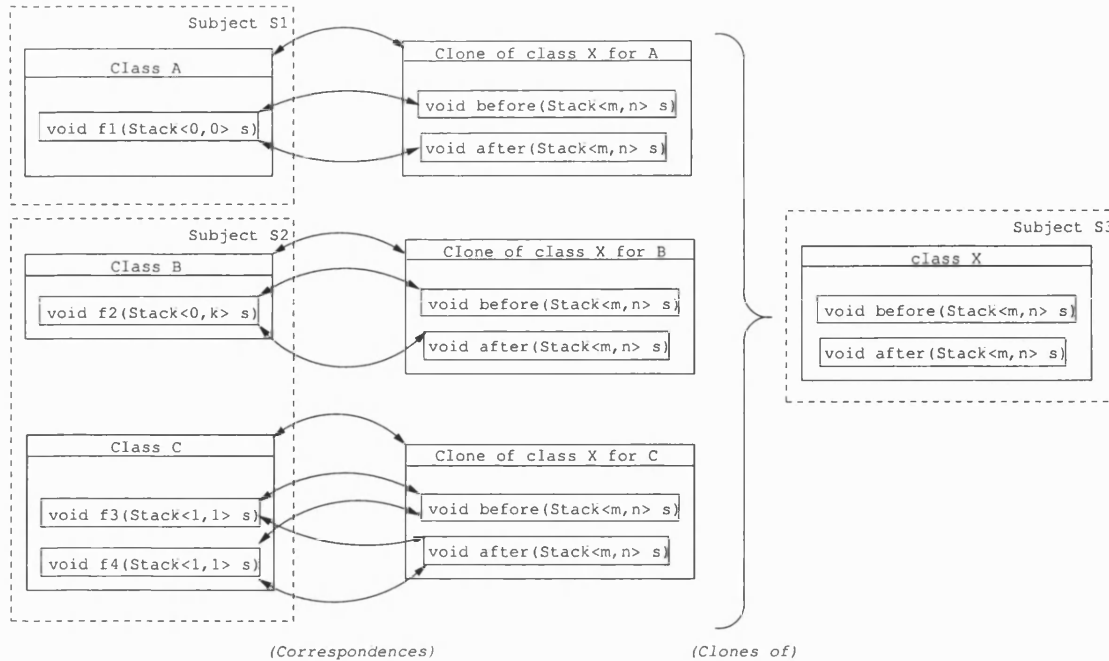 Subject S1
Class A
void f1(Stack<0,0> s)
Clone of class X for A
void before(Stack<m,n> s)
void after(Stack<m,n> s)
Subject S2
Class B
void f2(Stack<0,k> s)
Clone of class X for B
void before(Stack<m,n> s)
void after(Stack<m,n> s)
Class C
void f3(Stack<1,1> s)
void f4(Stack<1,1> s)
Clone of class X for C
void before(Stack<m,n> s)
void after(Stack<m,n> s)
Subject S3
class X
void before(Stack<m,n> s)
void after(Stack<m,n> s)
(Correspondences)
(Clones of)